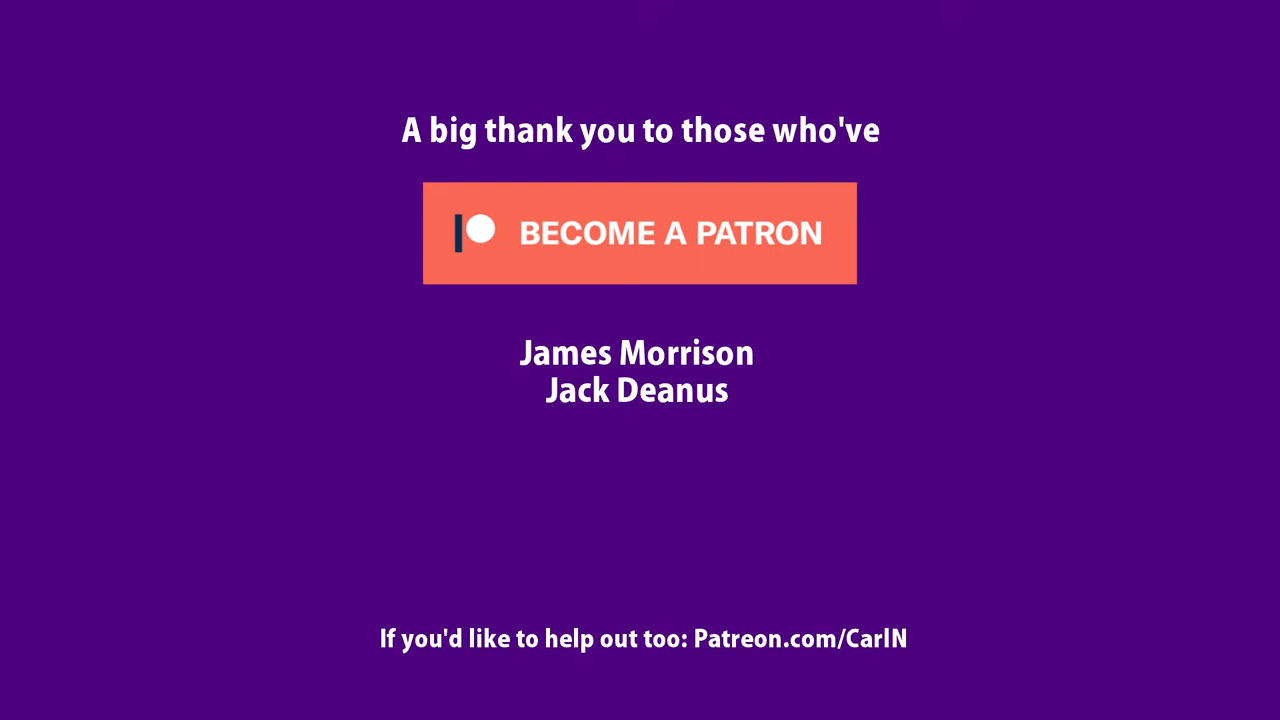 A big thank you to those who've
BECOME A PATRON
James Morrison
Jack Deanus
If you'd like to help out too: Patreon.com/CarlN